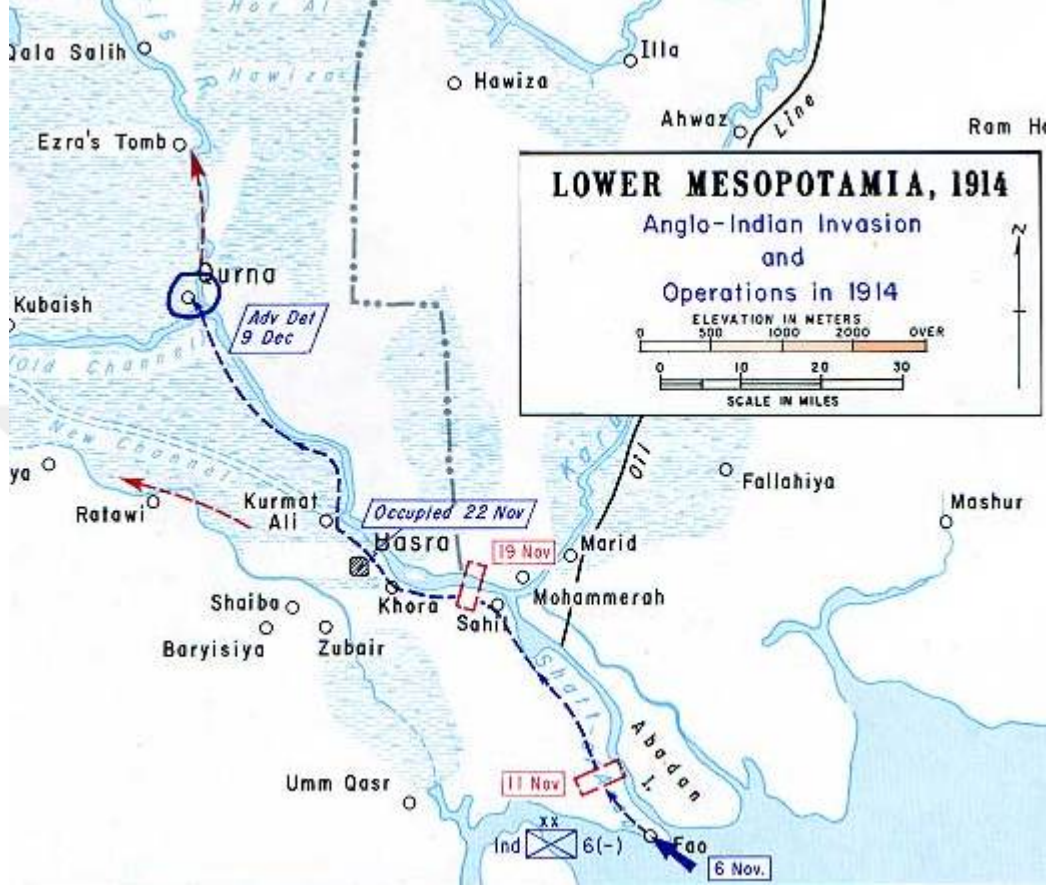 Hor Al
Hawiza
Qala Salih
Hawiza
Illa
Ahwaz
Line
Ram Ho
Ezra's Tomb
LOWER MESOPOTAMIA, 1914
Anglo-Indian Invasion
and
Operations in 1914
ELEVATION IN METERS
0 500 1000 2000 OVER
0 10 20 30
SCALE IN MILES
N
Qurna
Kubaish
Adv Det
9 Dec
Old Channel
New Channel
ya
Ratawi
Kurmat
Ali
Occupied 22 Nov
Basra
19 Nov
Marid
Oil
Fallahiya
Mashur
Khora
Sahil
Mohammerah
Shaiba
Baryisiya
Zubair
Shatt
Abadan
I.
Umm Qasr
11 Nov
xx
Ind 6(-)
Fao
6 Nov.